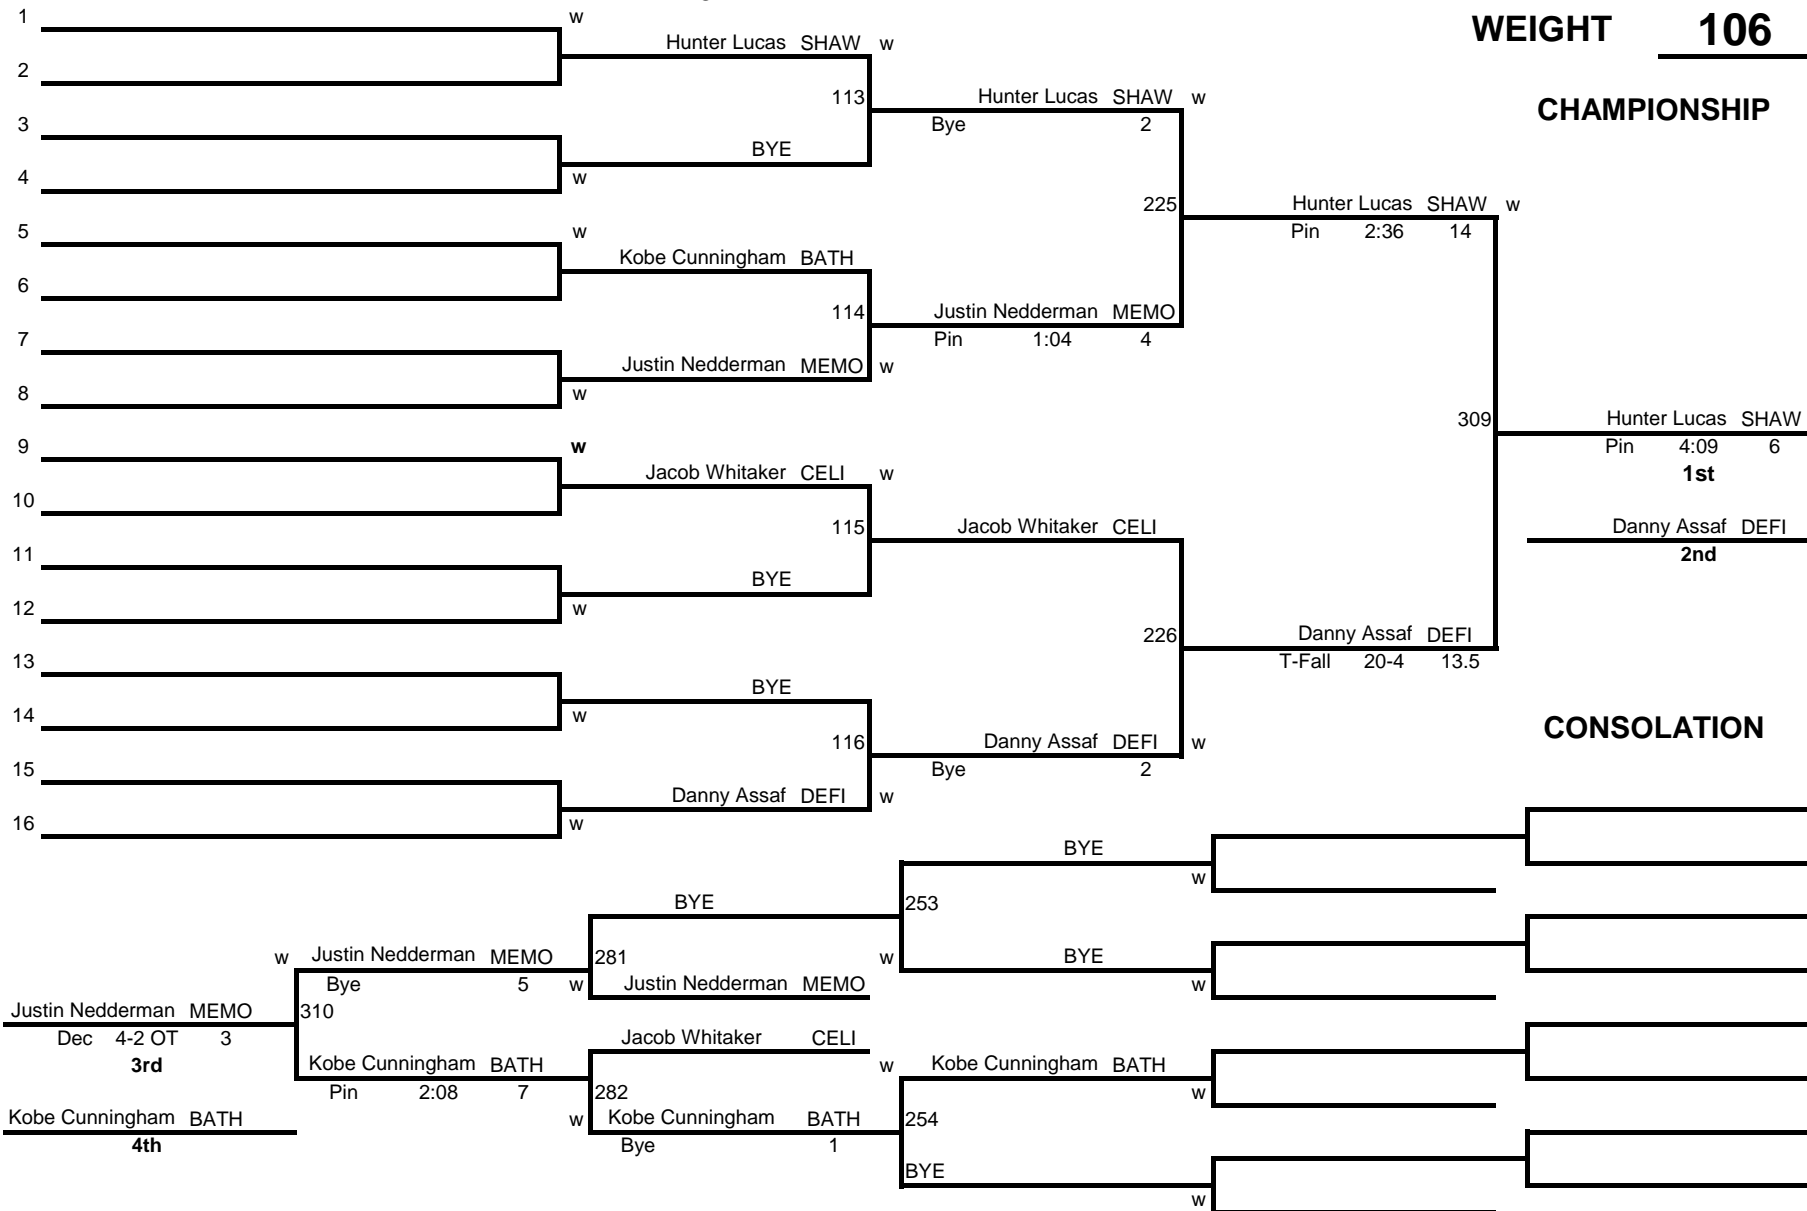 1
w
WEIGHT 106
Hunter Lucas SHAW w
2
113
Hunter Lucas SHAW w
CHAMPIONSHIP
Bye 2
3
BYE
4
w
225
Hunter Lucas SHAW w
Pin 2:36 14
5
w
Kobe Cunningham BATH
6
114
Justin Nedderman MEMO
Pin 1:04 4
7
Justin Nedderman MEMO w
8
w
309
Hunter Lucas SHAW
Pin 4:09 6
1st
9
w
Jacob Whitaker CELI w
10
115
Jacob Whitaker CELI
Danny Assaf DEFI
2nd
11
BYE
12
w
226
Danny Assaf DEFI
T-Fall 20-4 13.5
13
BYE
14
w
CONSOLATION
116
Danny Assaf DEFI w
Bye 2
15
Danny Assaf DEFI w
16
w
BYE
w
BYE
253
w Justin Nedderman MEMO
281
w
BYE
Bye 5
w Justin Nedderman MEMO
w
Justin Nedderman MEMO
310
Dec 4-2 OT 3
3rd
Jacob Whitaker CELI
Kobe Cunningham BATH
w
Kobe Cunningham BATH
Pin 2:08 7
282
w
Kobe Cunningham BATH
4th
w Kobe Cunningham BATH
254
Bye 1
BYE
w